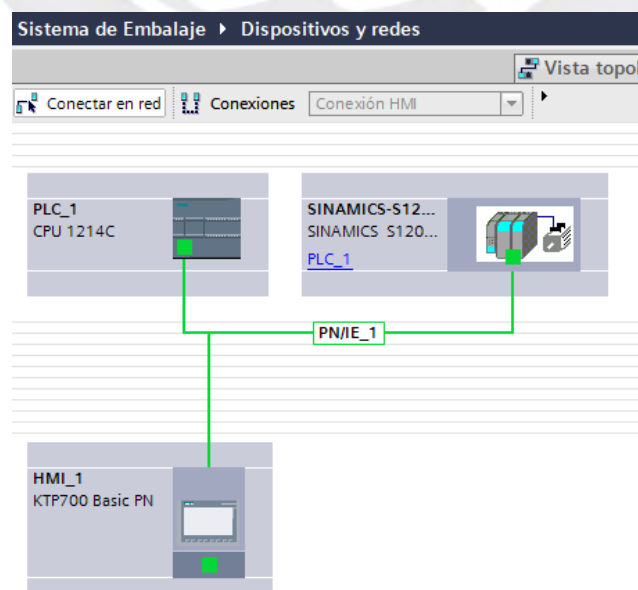 Sistema de Embalaje ▸ Dispositivos y redes
Vista topol
Conectar en red Conexiones Conexión HMI
PLC_1
CPU 1214C
SINAMICS-S12...
SINAMICS S120...
PLC_1
PN/IE_1
HMI_1
KTP700 Basic PN